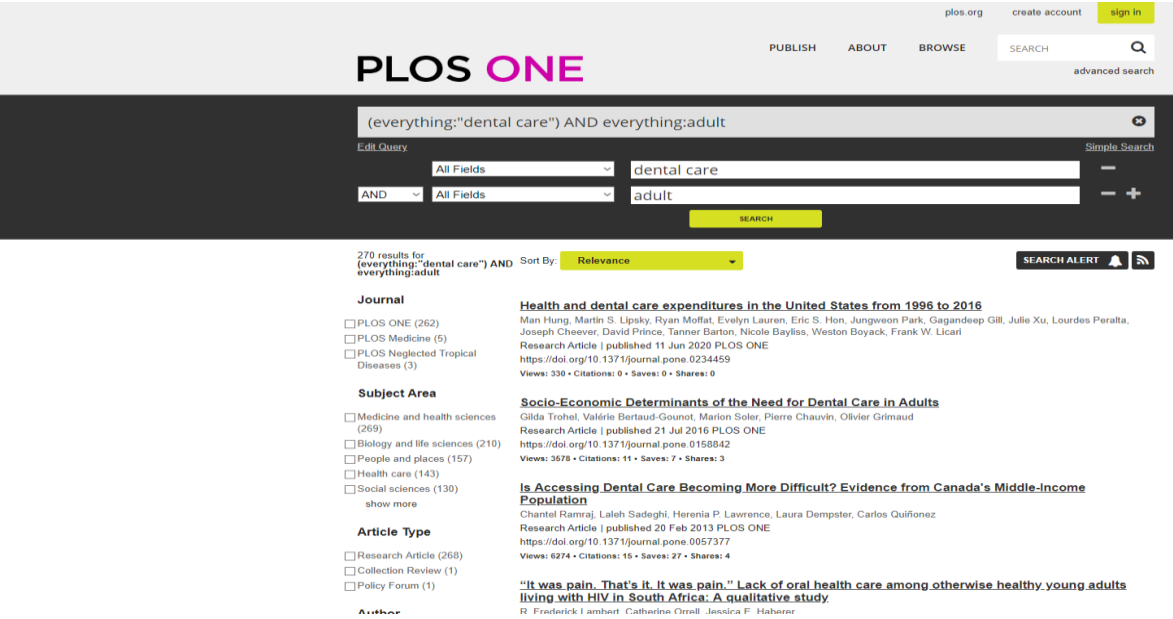 plos.org create account sign in
PLOS ONE
PUBLISH ABOUT BROWSE SEARCH
advanced search
(everything:"dental care") AND everything:adult
Edit Query Simple Search
All Fields dental care
AND All Fields adult
SEARCH
270 results for
(everything:"dental care") AND
everything:adult
Sort By: Relevance
SEARCH ALERT
Journal
PLOS ONE (262)
PLOS Medicine (5)
PLOS Neglected Tropical
Diseases (3)
Subject Area
Medicine and health sciences
(269)
Biology and life sciences (210)
People and places (157)
Health care (143)
Social sciences (130)
show more
Article Type
Research Article (268)
Collection Review (1)
Policy Forum (1)
Author
Health and dental care expenditures in the United States from 1996 to 2016
Man Hung, Martin S. Lipsky, Ryan Moffat, Evelyn Lauren, Eric S. Hon, Jungweon Park, Gagandeep Gill, Julie Xu, Lourdes Peralta,
Joseph Cheever, David Prince, Tanner Barton, Nicole Bayliss, Weston Boyack, Frank W. Licari
Research Article | published 11 Jun 2020 PLOS ONE
https://doi.org/10.1371/journal.pone.0234459
Views: 330 • Citations: 0 • Saves: 0 • Shares: 0
Socio-Economic Determinants of the Need for Dental Care in Adults
Gilda Trohel, Valérie Bertaud-Gounot, Marion Soler, Pierre Chauvin, Olivier Grimaud
Research Article | published 21 Jul 2016 PLOS ONE
https://doi.org/10.1371/journal.pone.0158842
Views: 3678 • Citations: 11 • Saves: 7 • Shares: 3
Is Accessing Dental Care Becoming More Difficult? Evidence from Canada's Middle-Income
Population
Chantel Ramraj, Laleh Sadeghi, Herenia P. Lawrence, Laura Dempster, Carlos Quiñonez
Research Article | published 20 Feb 2013 PLOS ONE
https://doi.org/10.1371/journal.pone.0057377
Views: 6274 • Citations: 15 • Saves: 27 • Shares: 4
“It was pain. That’s it. It was pain.” Lack of oral health care among otherwise healthy young adults
living with HIV in South Africa: A qualitative study
R. Frederick Lambert, Catherine Orrell, Jessica E. Haberer